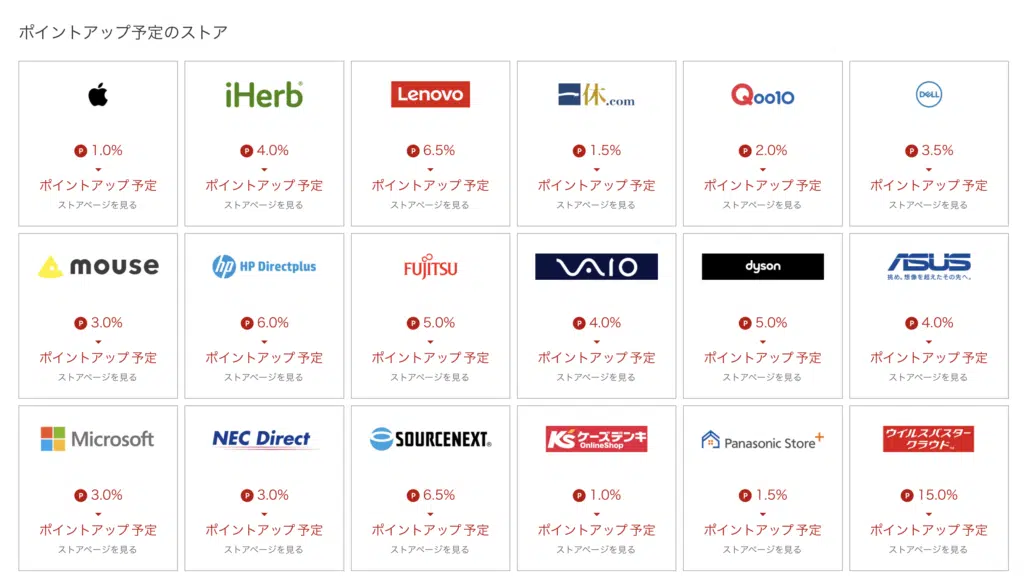 ポイントアップ予定のストア
iHerb Lenovo 一休.com Qoo10 DELL
P 1.0% P 4.0% P 6.5% P 1.5% P 2.0% P 3.5%
ポイントアップ予定 ポイントアップ予定 ポイントアップ予定 ポイントアップ予定 ポイントアップ予定 ポイントアップ予定
ストアページを見る ストアページを見る ストアページを見る ストアページを見る ストアページを見る ストアページを見る
mouse hp HP Directplus FUJITSU VAIO dyson ASUS
挑め。想像を超えたその先へ。
P 3.0% P 6.0% P 5.0% P 4.0% P 5.0% P 4.0%
ポイントアップ予定 ポイントアップ予定 ポイントアップ予定 ポイントアップ予定 ポイントアップ予定 ポイントアップ予定
ストアページを見る ストアページを見る ストアページを見る ストアページを見る ストアページを見る ストアページを見る
Microsoft NEC Direct SOURCENEXT® K's ケーズデンキ OnlineShop Panasonic Store+ ウイルスバスター
クラウド™
P 3.0% P 3.0% P 6.5% P 1.0% P 1.5% P 15.0%
ポイントアップ予定 ポイントアップ予定 ポイントアップ予定 ポイントアップ予定 ポイントアップ予定 ポイントアップ予定
ストアページを見る ストアページを見る ストアページを見る ストアページを見る ストアページを見る ストアページを見る